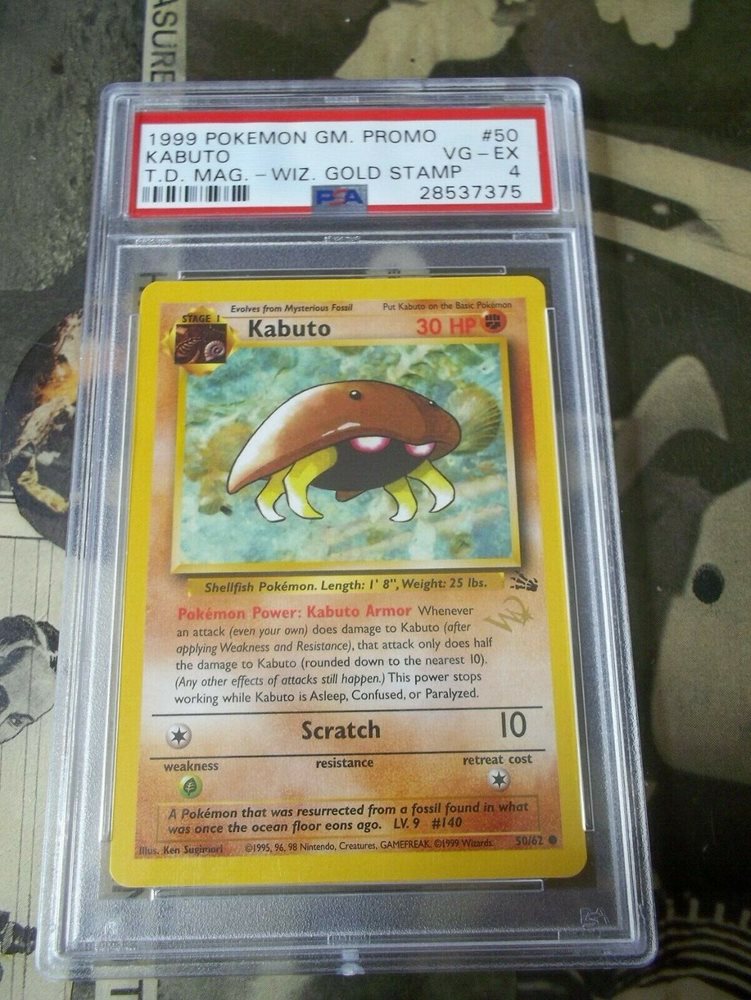 ASURE
1999 POKEMON GM. PROMO #50
KABUTO VG - EX
T.D. MAG. - WIZ. GOLD STAMP 4
PSA 28537375
Evolves from Mysterious Fossil Put Kabuto on the Basic Pokémon
STAGE 1 Kabuto 30 HP
Shellfish Pokémon. Length: 1' 8", Weight: 25 lbs.
W
Pokémon Power: Kabuto Armor Whenever
an attack (even your own) does damage to Kabuto (after
applying Weakness and Resistance), that attack only does half
the damage to Kabuto (rounded down to the nearest 10).
(Any other effects of attacks still happen.) This power stops
working while Kabuto is Asleep, Confused, or Paralyzed.
Scratch 10
weakness resistance retreat cost
A Pokémon that was resurrected from a fossil found in what
was once the ocean floor eons ago. LV. 9 #140
Illus. Ken Sugimori ©1995, 96, 98 Nintendo, Creatures, GAMEFREAK. ©1999 Wizards. 50/62